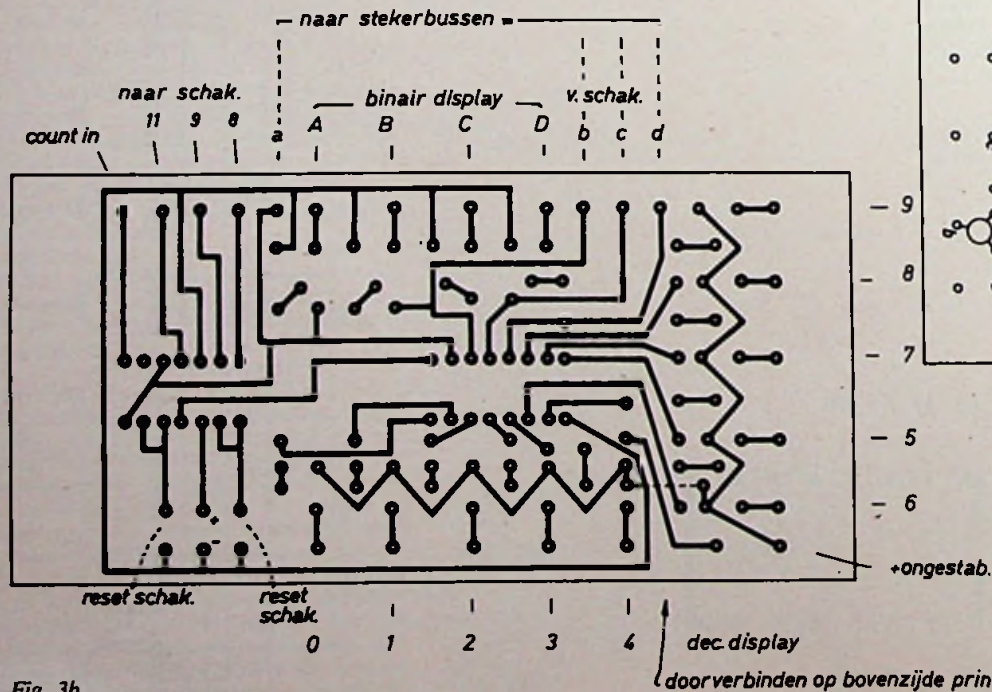 naar stekerbussen
naar schak.
binair display
v. schak.
count in
11 9 8 a A B C D b c d
9
8
7
5
6
+
-
+ongestab.
reset schak.
reset schak.
0 1 2 3 4
dec. display
doorverbinden op bovenzijde prin
Fig. 3b